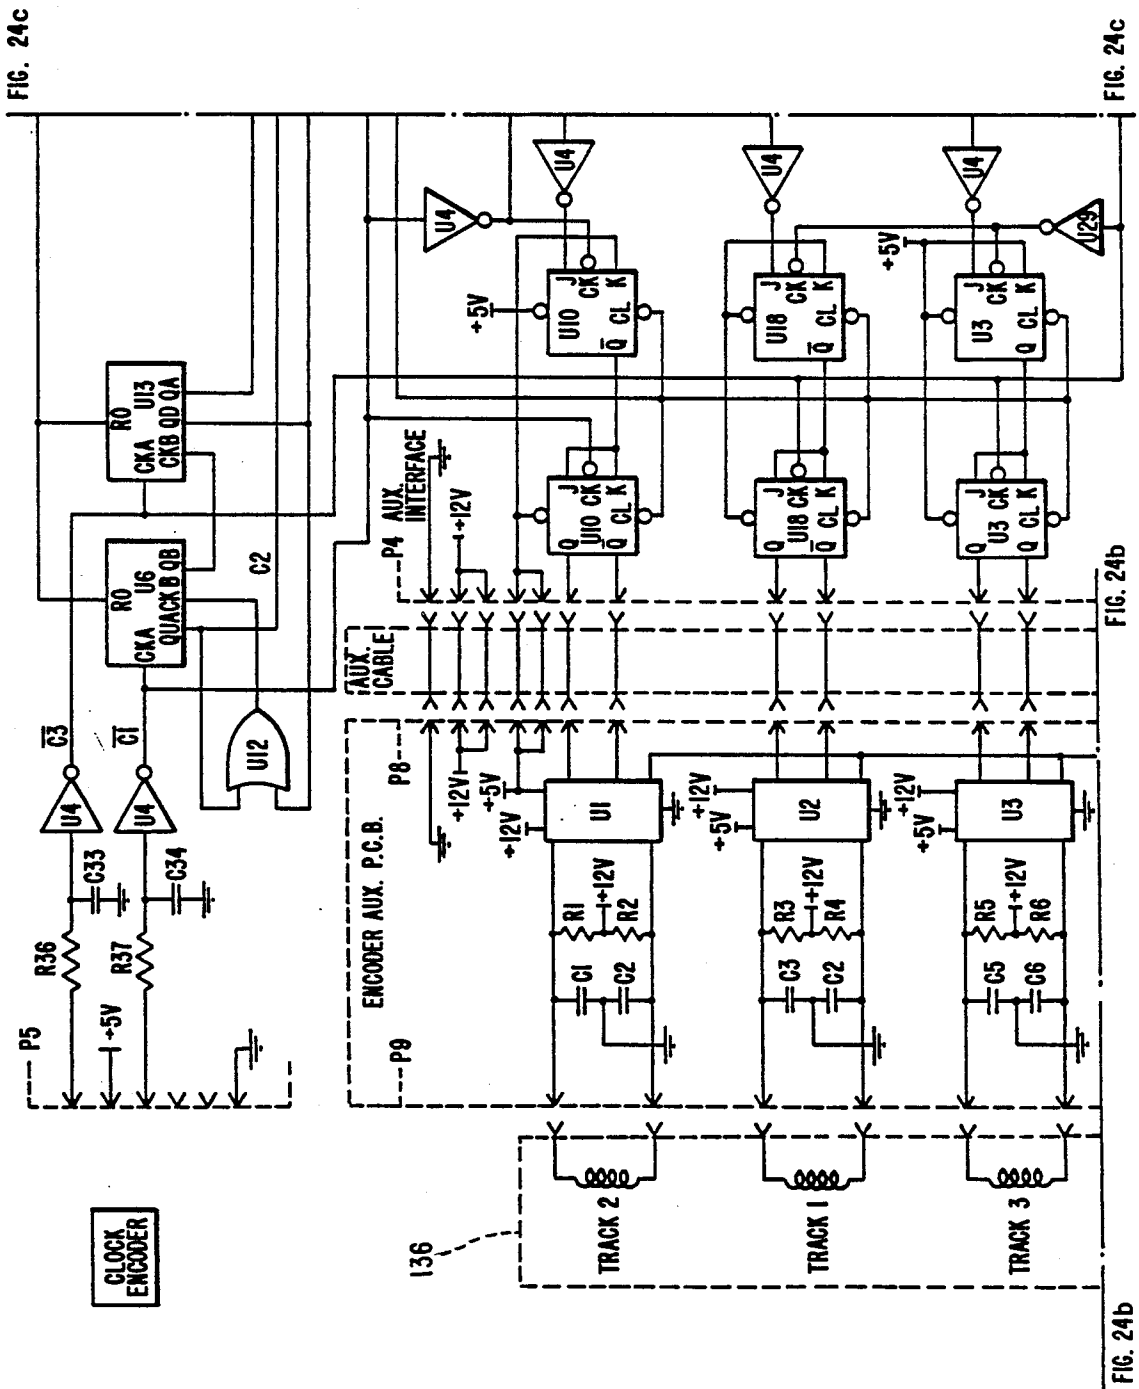 FIG. 24c
FIG. 24c
CLOCK
ENCODER
P5
R36
+5V
R37
C33
C34
U4
U4
C3
C1
U12
CKA
R0
U6
QUACK B QB
C2
CKA
R0
U13
CKB QD QA
136
TRACK 2
TRACK 1
TRACK 3
P9
ENCODER AUX. P.C.B.
P8
C1
C2
R1
+12V
R2
+12V
+5V
+12V
U1
C3
C2
R3
+12V
R4
+5V
+12V
U2
C5
C6
R5
+12V
R6
+5V
+12V
U3
AUX.
CABLE
P4 AUX.
INTERFACE
+12V
Q
U10
Q
J
CK
K
CL
+5V
U10
Q
J
CK
K
CL
U4
U4
Q
U18
Q
J
CK
K
CL
U18
Q
J
CK
K
CL
U4
Q
U3
Q
J
CK
K
CL
+5V
U3
Q
J
CK
K
CL
U4
U29
FIG. 24b
FIG. 24b